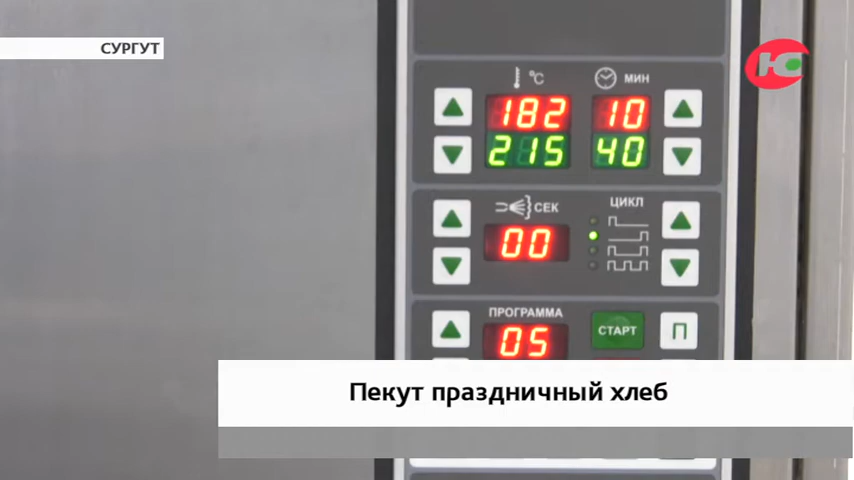 СУРГУТ
Ю
°C
МИН
182 10
215 40
СЕК
ЦИКЛ
00
ПРОГРАММА
05
СТАРТ
П
Пекут праздничный хлеб